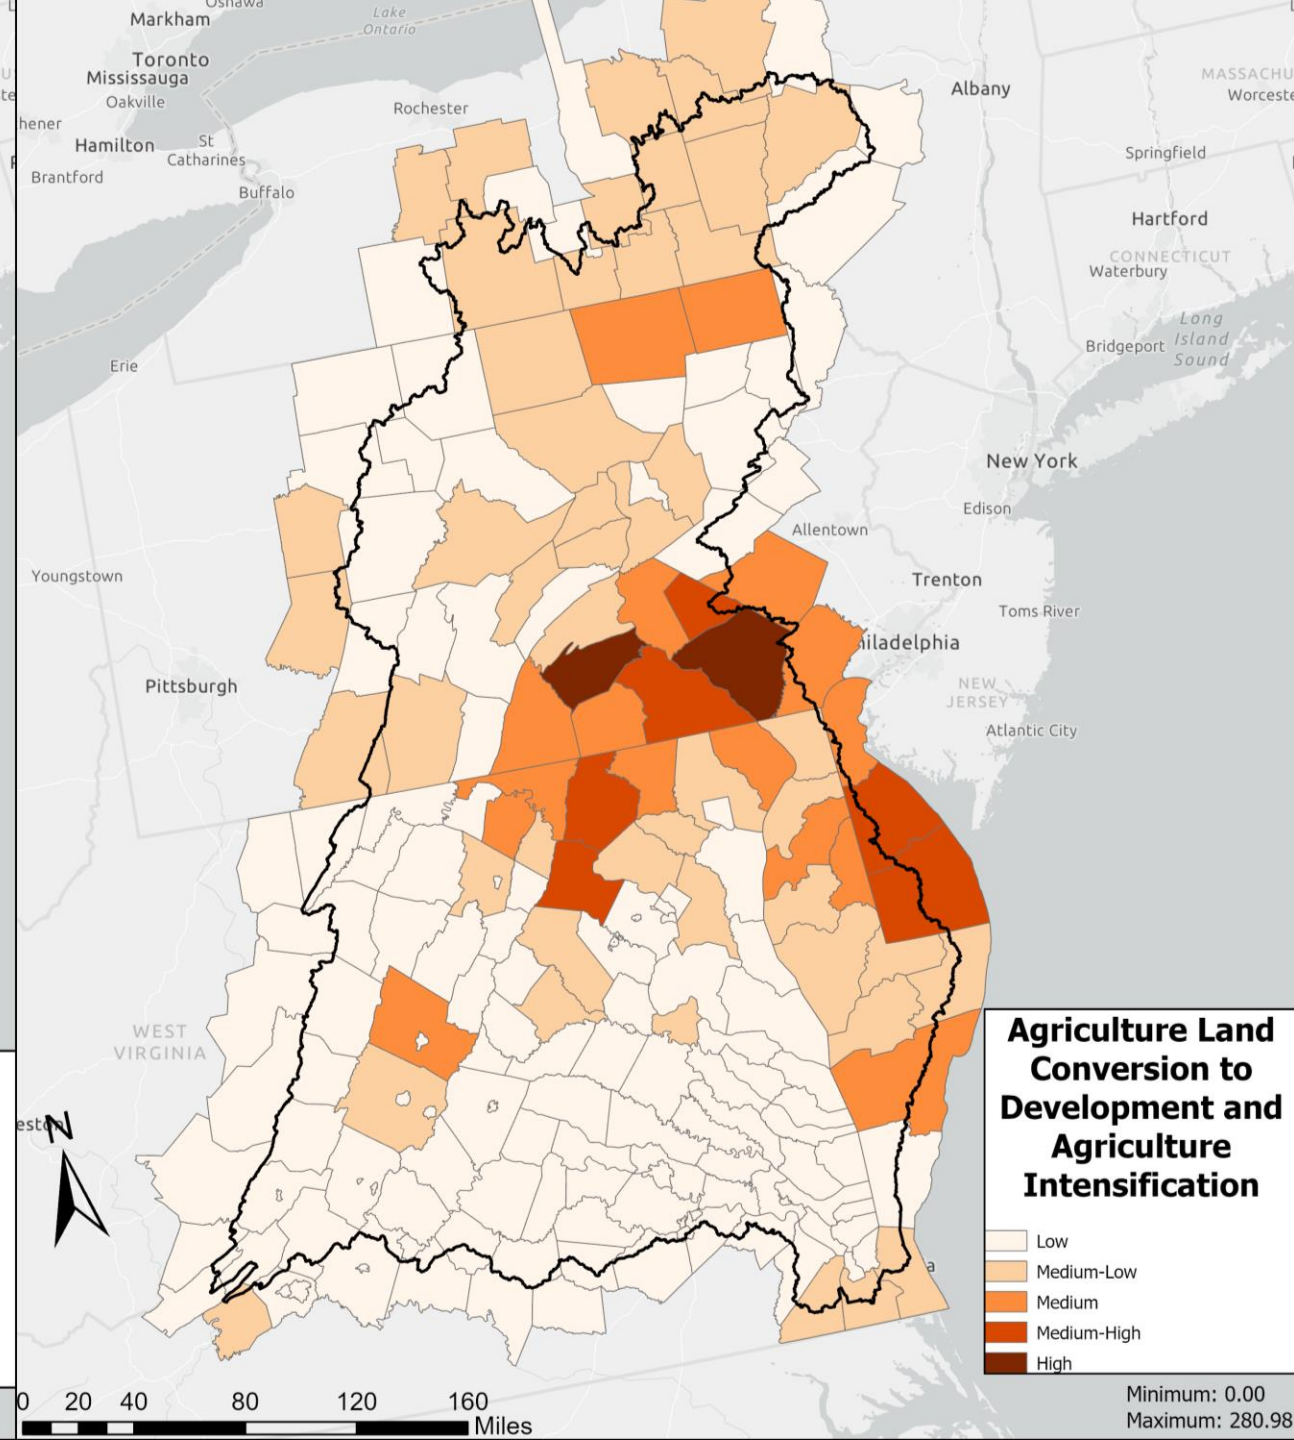 Oshawa
Markham
Lake
Ontario
Toronto
Mississauga
Oakville
Rochester
Albany
MASSACHU
Worceste
hener
Hamilton
St
Catharines
Brantford
Buffalo
Springfield
Hartford
CONNECTICUT
Waterbury
Long
Island
Sound
Bridgeport
Erie
New York
Edison
Allentown
Youngstown
Trenton
Toms River
hiladelphia
Pittsburgh
NEW
JERSEY
Atlantic City
WEST
VIRGINIA
eston
N
a
Agriculture Land
Conversion to
Development and
Agriculture
Intensification
Low
Medium-Low
Medium
Medium-High
High
0 20 40 80 120 160
Miles
Minimum: 0.00
Maximum: 280.98